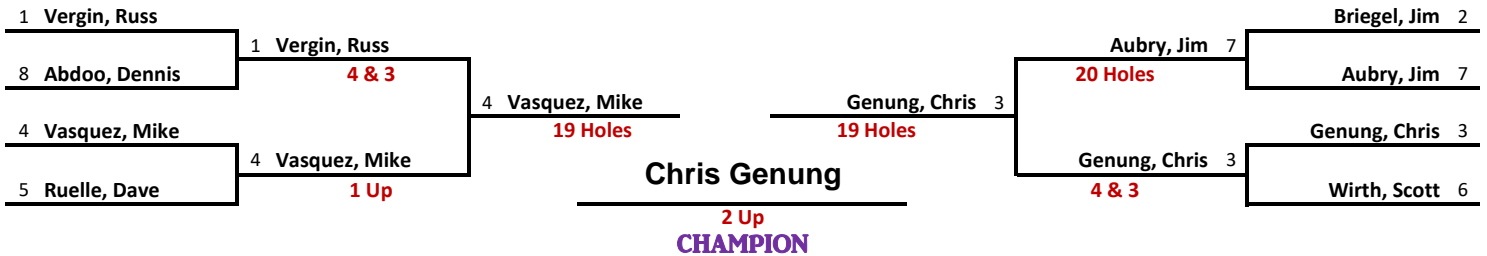 1 Vergin, Russ
1 Vergin, Russ
8 Abdoo, Dennis
4 & 3
4 Vasquez, Mike
19 Holes
4 Vasquez, Mike
4 Vasquez, Mike
5 Ruelle, Dave
1 Up
Briegel, Jim 2
Aubry, Jim 7
20 Holes
Aubry, Jim 7
Genung, Chris 3
19 Holes
Genung, Chris 3
Genung, Chris 3
4 & 3
Wirth, Scott 6
Chris Genung
2 Up
CHAMPION